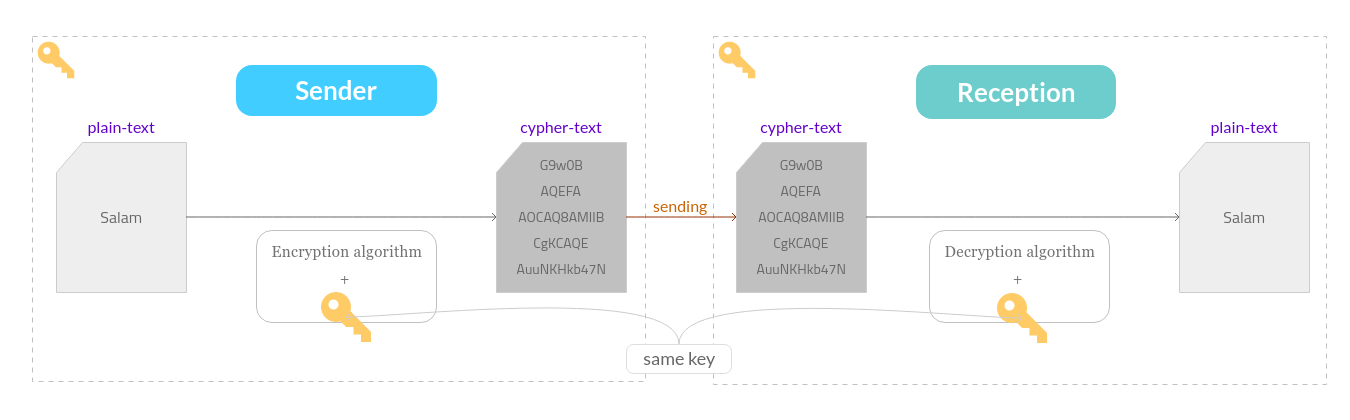 Sender
Reception
plain-text
cypher-text
cypher-text
plain-text
Salam
G9w0B
AQEFA
AOCAQ8AMIIB
CgKCAQE
AuuNKHkb47N
sending
G9w0B
AQEFA
AOCAQ8AMIIB
CgKCAQE
AuuNKHkb47N
Salam
Encryption algorithm
+
Decryption algorithm
+
same key